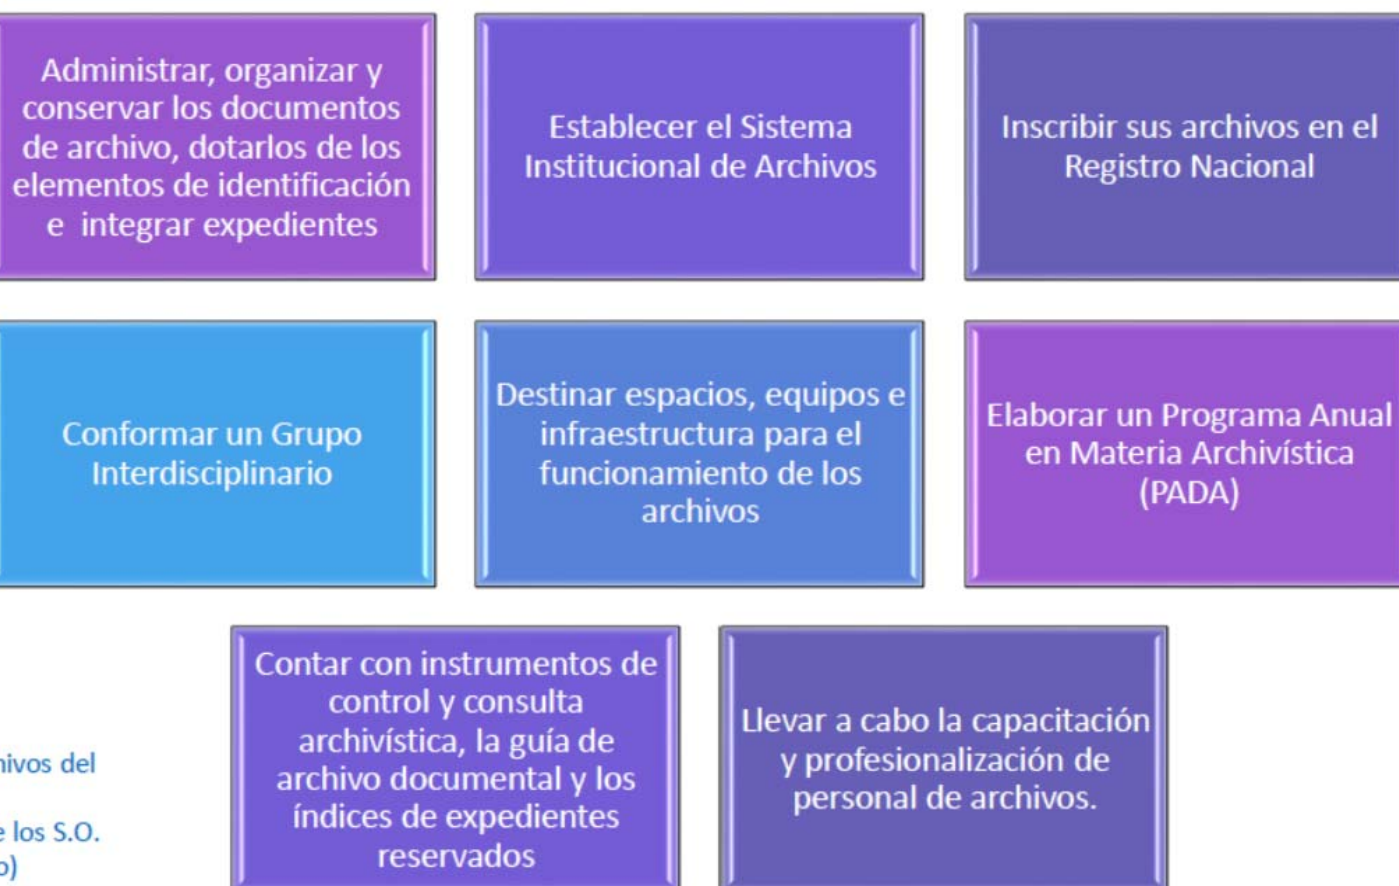 Administrar, organizar y
conservar los documentos
de archivo, dotarlos de los
elementos de identificación
e integrar expedientes
Establecer el Sistema
Institucional de Archivos
Inscribir sus archivos en el
Registro Nacional
Conformar un Grupo
Interdisciplinario
Destinar espacios, equipos e
infraestructura para el
funcionamiento de los
archivos
Elaborar un Programa Anual
en Materia Archivística
(PADA)
Contar con instrumentos de
control y consulta
archivística, la guía de
archivo documental y los
índices de expedientes
reservados
Llevar a cabo la capacitación
y profesionalización de
personal de archivos.
del
los S.O.